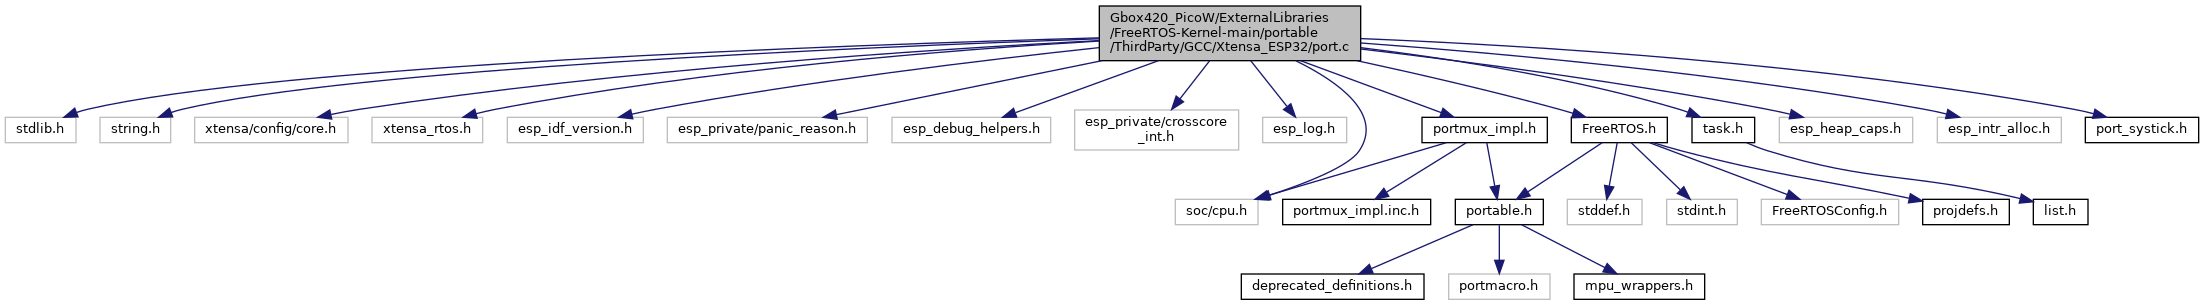 Gbox420_PicoW/ExternalLibraries
/FreeRTOS-Kernel-main/portable
/ThirdParty/GCC/Xtensa_ESP32/port.c
stdlib.h
string.h
xtensa/config/core.h
xtensa_rtos.h
esp_idf_version.h
esp_private/panic_reason.h
esp_debug_helpers.h
esp_private/crosscore
_int.h
esp_log.h
portmux_impl.h
FreeRTOS.h
task.h
esp_heap_caps.h
esp_intr_alloc.h
port_systick.h
soc/cpu.h
portmux_impl.inc.h
portable.h
stddef.h
stdint.h
FreeRTOSConfig.h
projdefs.h
list.h
deprecated_definitions.h
portmacro.h
mpu_wrappers.h